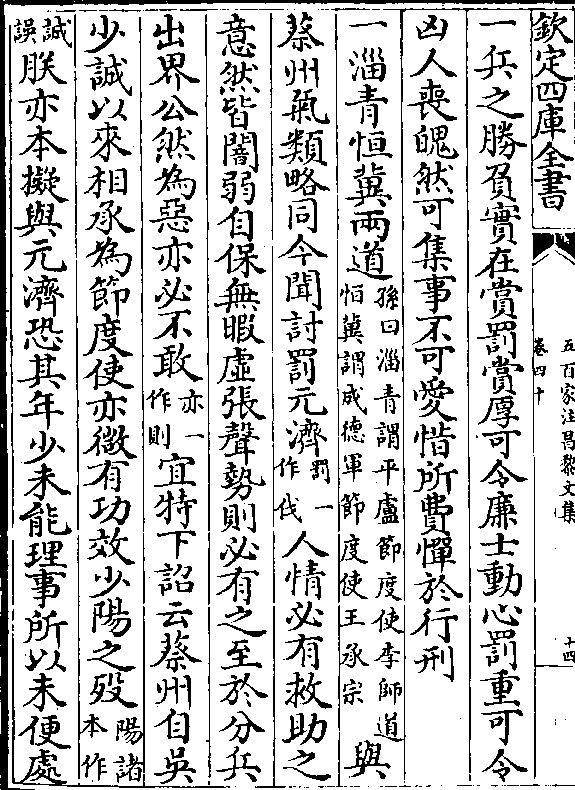 欽定四庫全書
五百家注昌黎文集
卷四十
十四
一兵之勝負實在賞罰賞厚可令廉士動心罰重可令
凶人喪魄然可集事不可愛惜所費憚於行刑
一淄青恒冀兩道孫曰淄青謂平盧節度使李師道恒冀謂成德軍節度使王承宗與
蔡州氣類略同今聞討罰元濟罰一作伐人情必有救助之
意然皆闇弱自保無暇虛張聲勢則必有之至於分兵
出界公然為惡亦必不敢亦一作則宜特下詔云蔡州自吳
少誠以來相承為節度使亦微有功效少陽之歿陽諸本作
誠誤朕亦本擬與元濟恐其年少未能理事所以未便處